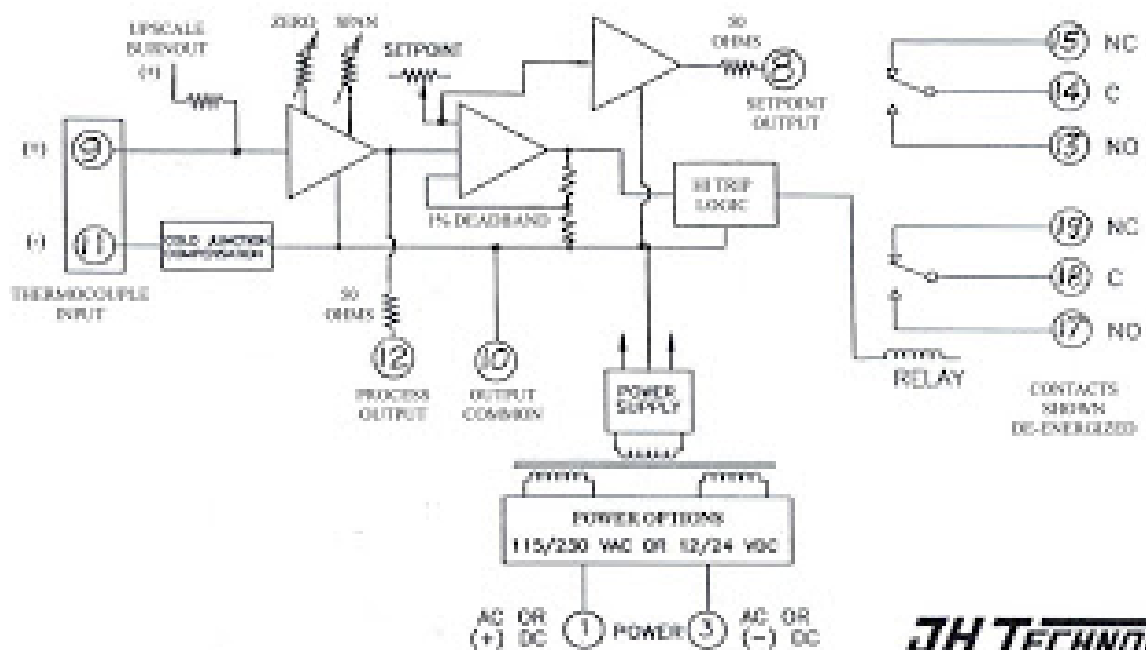 UPSCALE
BURNOUT
(+)
ZERO
SPAN
SETPOINT
50
OHMS
8
SETPOINT
OUTPUT
15 NC
14 C
13 NO
(+)
9
(-)
11
THERMOCOUPLE
INPUT
COLD JUNCTION
COMPENSATION
1% DEADBAND
HI TRIP
LOGIC
19 NC
18 C
17 NO
50
OHMS
12
PROCESS
OUTPUT
10
OUTPUT
COMMON
POWER
SUPPLY
RELAY
CONTACTS
SHOWN
DE-ENERGIZED
POWER OPTIONS
115/230 VAC OR 12/24 VDC
AC OR
(+) DC
1
POWER
3
AC OR
(-) DC
JH TECHNO